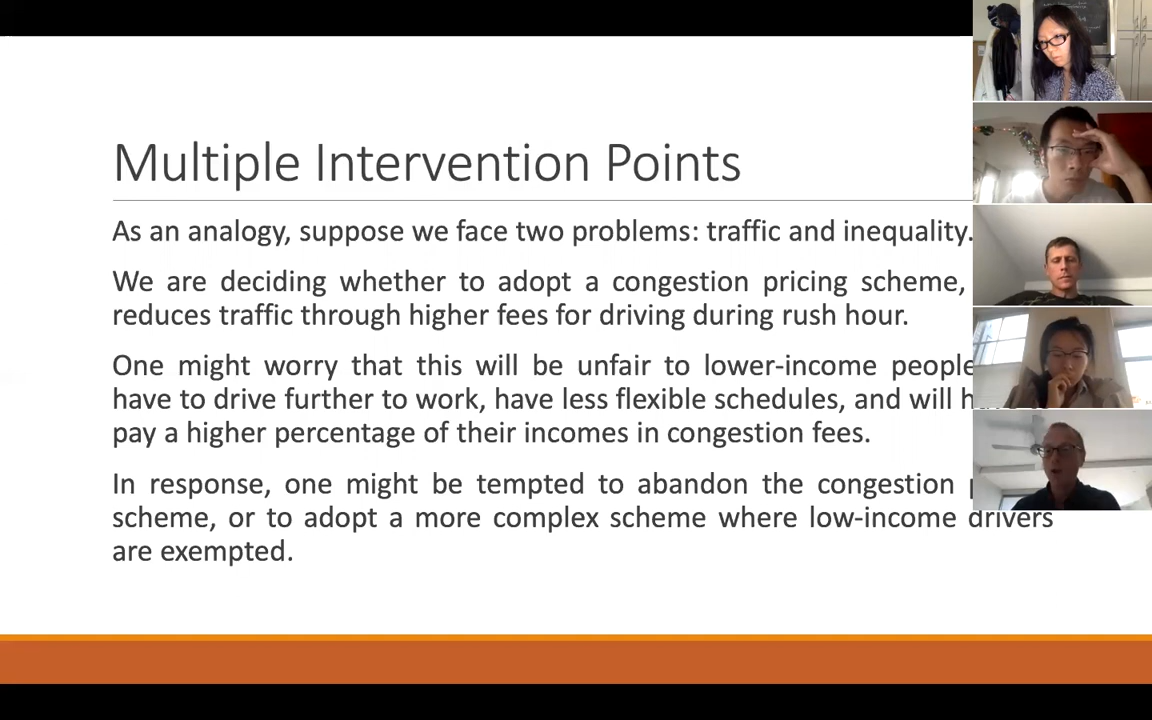 Multiple Intervention Points
As an analogy, suppose we face two problems: traffic and inequality.
We are deciding whether to adopt a congestion pricing scheme,
reduces traffic through higher fees for driving during rush hour.
One might worry that this will be unfair to lower-income people
have to drive further to work, have less flexible schedules, and will
pay a higher percentage of their incomes in congestion fees.
In response, one might be tempted to abandon the congestion
scheme, or to adopt a more complex scheme where low-income drivers
are exempted.